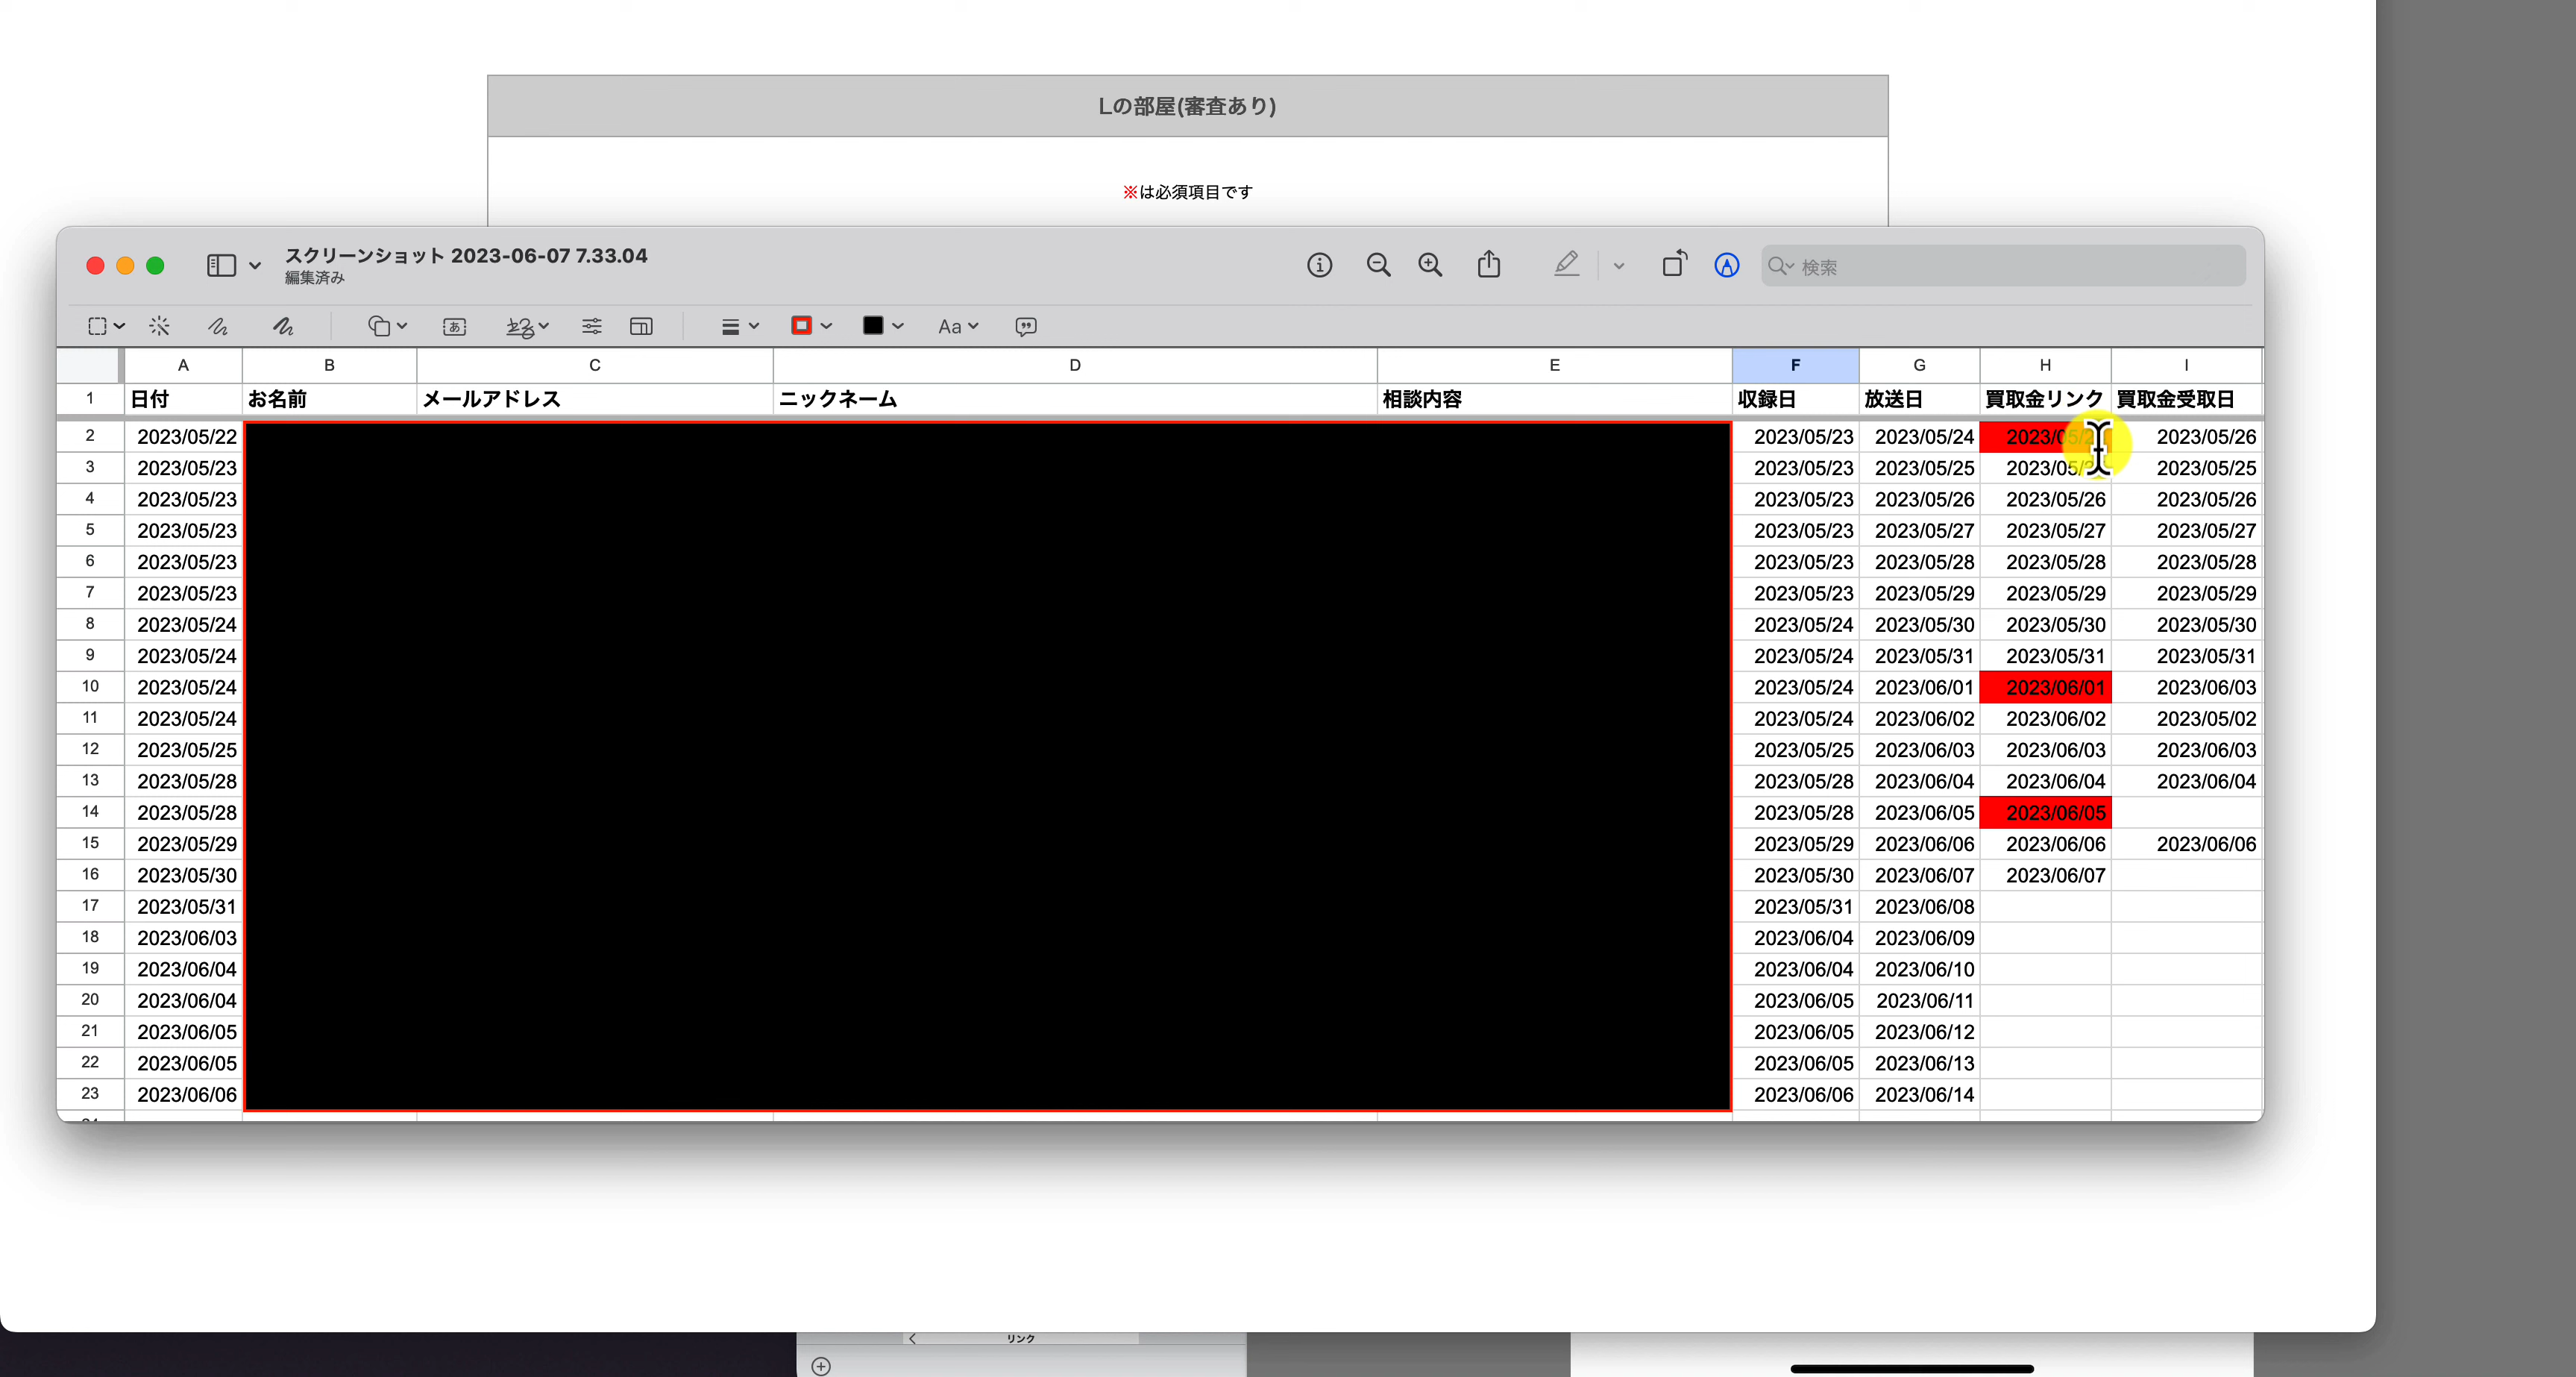 Lの部屋(審査あり)
※は必須項目です
スクリーンショット 2023-06-07 7.33.04
編集済み
検索
あ
Aa
A B C D E F G H I
1 日付 お名前 メールアドレス ニックネーム 相談内容 収録日 放送日 買取金リンク 買取金受取日
2 2023/05/22 2023/05/23 2023/05/24 2023/05/26
3 2023/05/23 2023/05/23 2023/05/25 2023/05/25
4 2023/05/23 2023/05/23 2023/05/26 2023/05/26 2023/05/26
5 2023/05/23 2023/05/23 2023/05/27 2023/05/27 2023/05/27
6 2023/05/23 2023/05/23 2023/05/28 2023/05/28 2023/05/28
7 2023/05/23 2023/05/23 2023/05/29 2023/05/29 2023/05/29
8 2023/05/24 2023/05/24 2023/05/30 2023/05/30 2023/05/30
9 2023/05/24 2023/05/24 2023/05/31 2023/05/31 2023/05/31
10 2023/05/24 2023/05/24 2023/06/01 2023/06/01 2023/06/03
11 2023/05/24 2023/05/24 2023/06/02 2023/06/02 2023/05/02
12 2023/05/25 2023/05/25 2023/06/03 2023/06/03 2023/06/03
13 2023/05/28 2023/05/28 2023/06/04 2023/06/04 2023/06/04
14 2023/05/28 2023/05/28 2023/06/05 2023/06/05
15 2023/05/29 2023/05/29 2023/06/06 2023/06/06 2023/06/06
16 2023/05/30 2023/05/30 2023/06/07 2023/06/07
17 2023/05/31 2023/05/31 2023/06/08
18 2023/06/03 2023/06/04 2023/06/09
19 2023/06/04 2023/06/04 2023/06/10
20 2023/06/04 2023/06/05 2023/06/11
21 2023/06/05 2023/06/05 2023/06/12
22 2023/06/05 2023/06/05 2023/06/13
23 2023/06/06 2023/06/06 2023/06/14
リンク